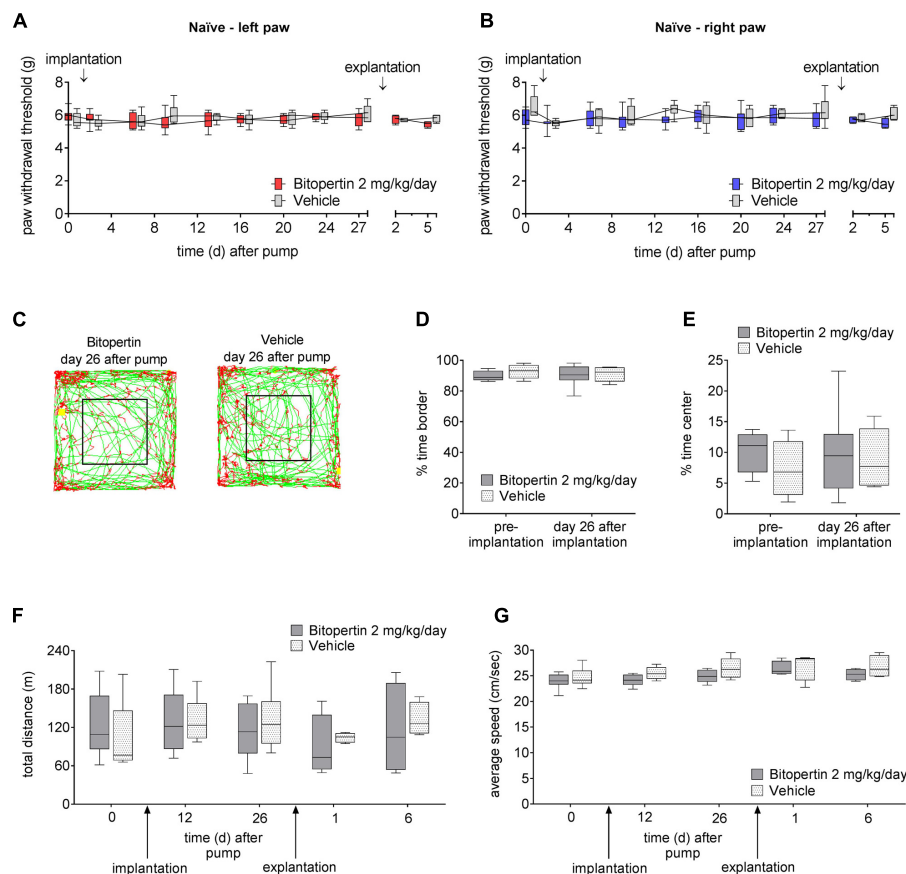 A
Naïve - left paw
implantation
explantation
paw withdrawal threshold (g)
8
6
4
2
0
Bitopertin 2 mg/kg/day
Vehicle
0 4 8 12 16 20 24 27 2 5
time (d) after pump
B
Naïve - right paw
implantation
explantation
paw withdrawal threshold (g)
8
6
4
2
0
Bitopertin 2 mg/kg/day
Vehicle
0 4 8 12 16 20 24 27 2 5
time (d) after pump
C
Bitopertin
day 26 after pump
Vehicle
day 26 after pump
D
% time border
100
80
60
40
20
0
Bitopertin 2 mg/kg/day
Vehicle
pre-
implantation
day 26 after
implantation
E
Bitopertin 2 mg/kg/day
Vehicle
% time center
25
20
15
10
5
0
pre-
implantation
day 26 after
implantation
F
Bitopertin 2 mg/kg/day
Vehicle
total distance (m)
240
180
120
60
0
0 12 26 1 6
time (d) after
pump
implantation
explantation
G
average speed (cm/sec)
30
25
20
15
10
5
0
Bitopertin 2 mg/kg/day
Vehicle
0 12 26 1 6
time (d) after
pump
implantation
explantation